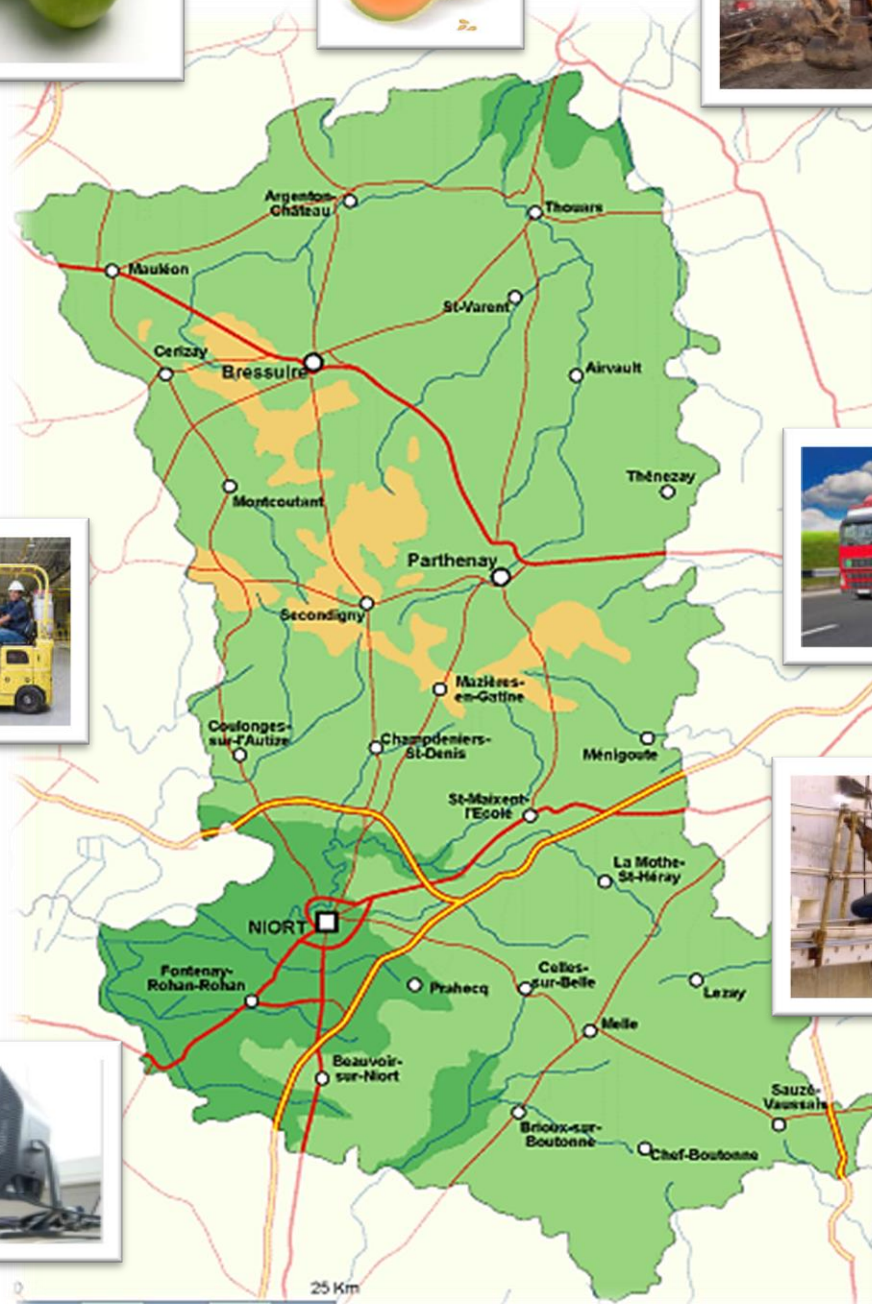 Argenton-
Château
Thouars
Mauléon
St-Varent
Cerizay
Bressuire
Airvault
Thénezay
Montcoutant
Parthenay
Secondigny
Mazières-
en-Gatine
Coulonges-
sur-l'Autize
Champdeniers-
St-Denis
Ménigoute
St-Maixent-
l'Ecole
La Mothe-
St-Héray
NIORT
Fontenay-
Rohan-Rohan
Prahecq
Celles-
sur-Belle
Lezay
Melle
Beauvoir-
sur-Niort
Sauzé-
Vaussais
Brioux-sur-
Boutonne
Chef-Boutonne
0 25 Km